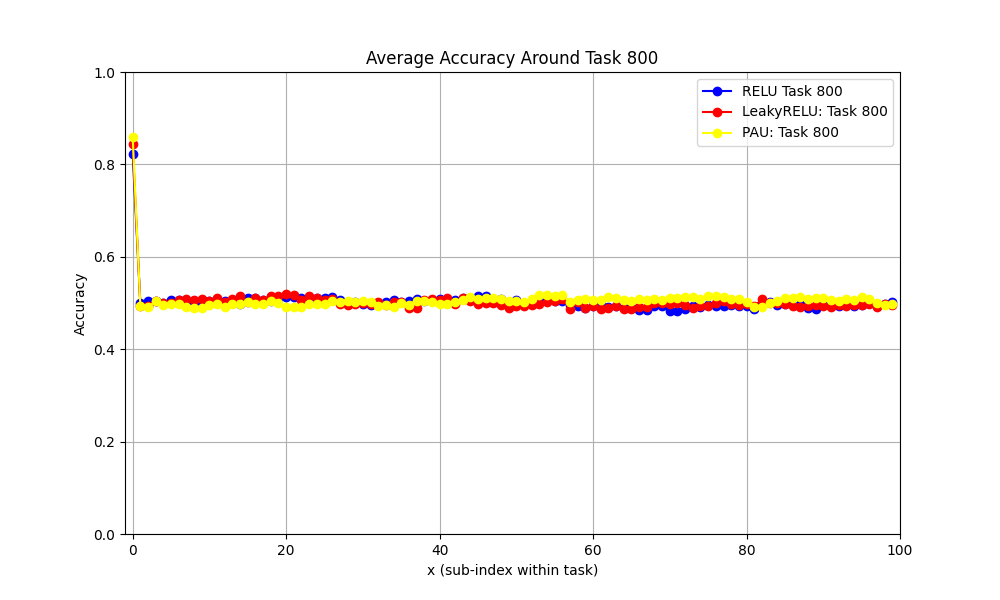 Average Accuracy Around Task 800
RELU Task 800
LeakyRELU: Task 800
PAU: Task 800
Accuracy
1.0
0.8
0.6
0.4
0.2
0.0
0 20 40 60 80 100
x (sub-index within task)